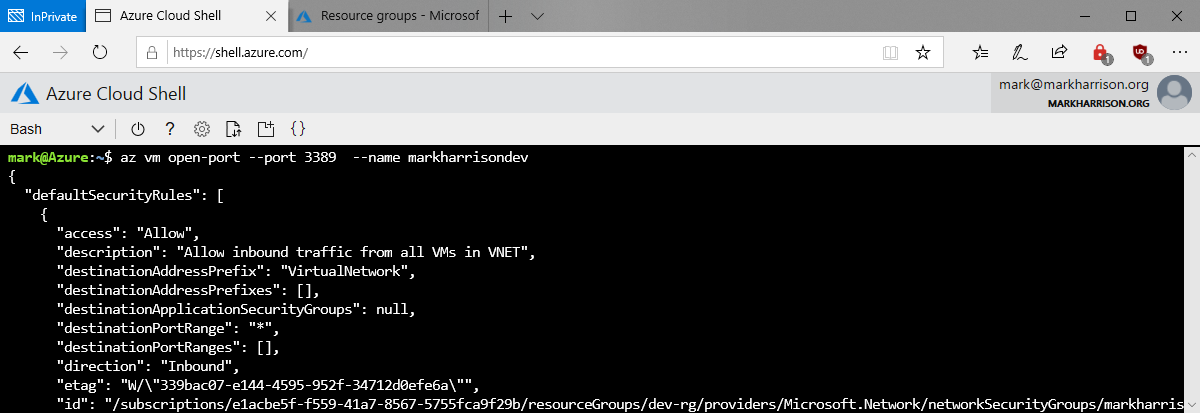 InPrivate
Azure Cloud Shell
Resource groups - Microsof
https://shell.azure.com/
1
UD
1
Azure Cloud Shell
mark@markharrison.org
MARKHARRISON.ORG
Bash
?
{}
mark@Azure:~$ az vm open-port --port 3389  --name markharrisondev
{
  "defaultSecurityRules": [
    {
      "access": "Allow",
      "description": "Allow inbound traffic from all VMs in VNET",
      "destinationAddressPrefix": "VirtualNetwork",
      "destinationAddressPrefixes": [],
      "destinationApplicationSecurityGroups": null,
      "destinationPortRange": "*",
      "destinationPortRanges": [],
      "direction": "Inbound",
      "etag": "W/\"339bac07-e144-4595-952f-34712d0efe6a\"",
      "id": "/subscriptions/e1acbe5f-f559-41a7-8567-5755fca9f29b/resourceGroups/dev-rg/providers/Microsoft.Network/networkSecurityGroups/markharris